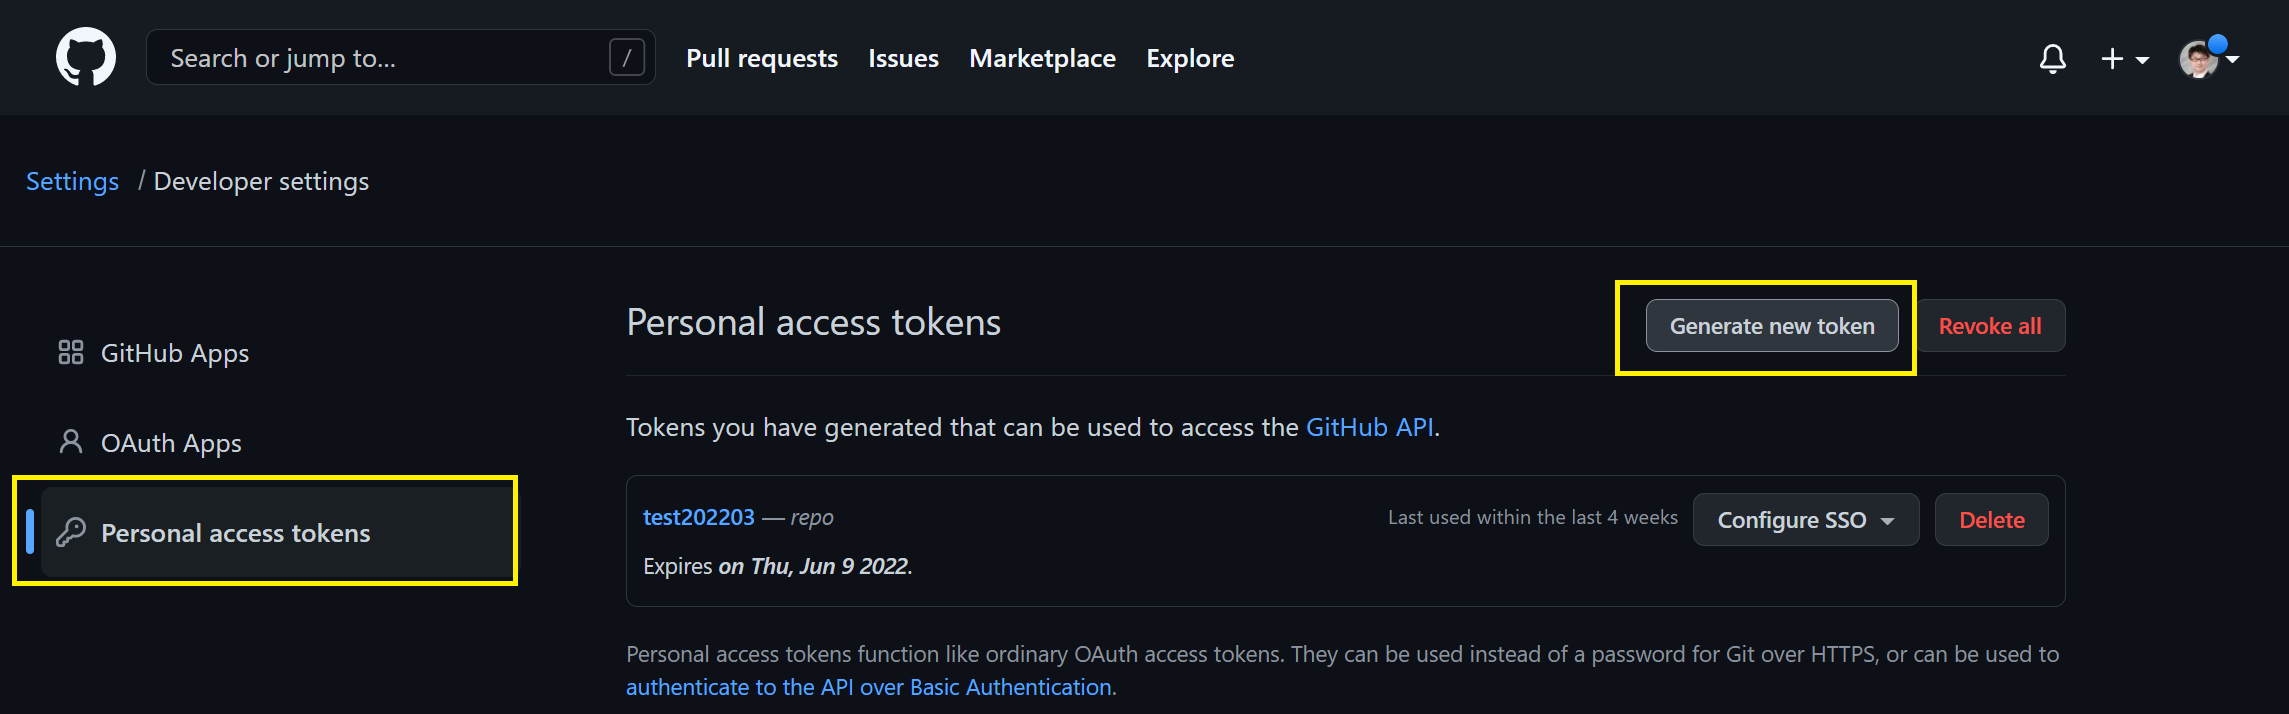 Search or jump to... /
Pull requests Issues Marketplace Explore
Settings / Developer settings
GitHub Apps
OAuth Apps
Personal access tokens
Personal access tokens
Generate new token
Revoke all
Tokens you have generated that can be used to access the GitHub API.
test202203 — repo
Last used within the last 4 weeks
Configure SSO
Delete
Expires on Thu, Jun 9 2022.
Personal access tokens function like ordinary OAuth access tokens. They can be used instead of a password for Git over HTTPS, or can be used to
authenticate to the API over Basic Authentication.